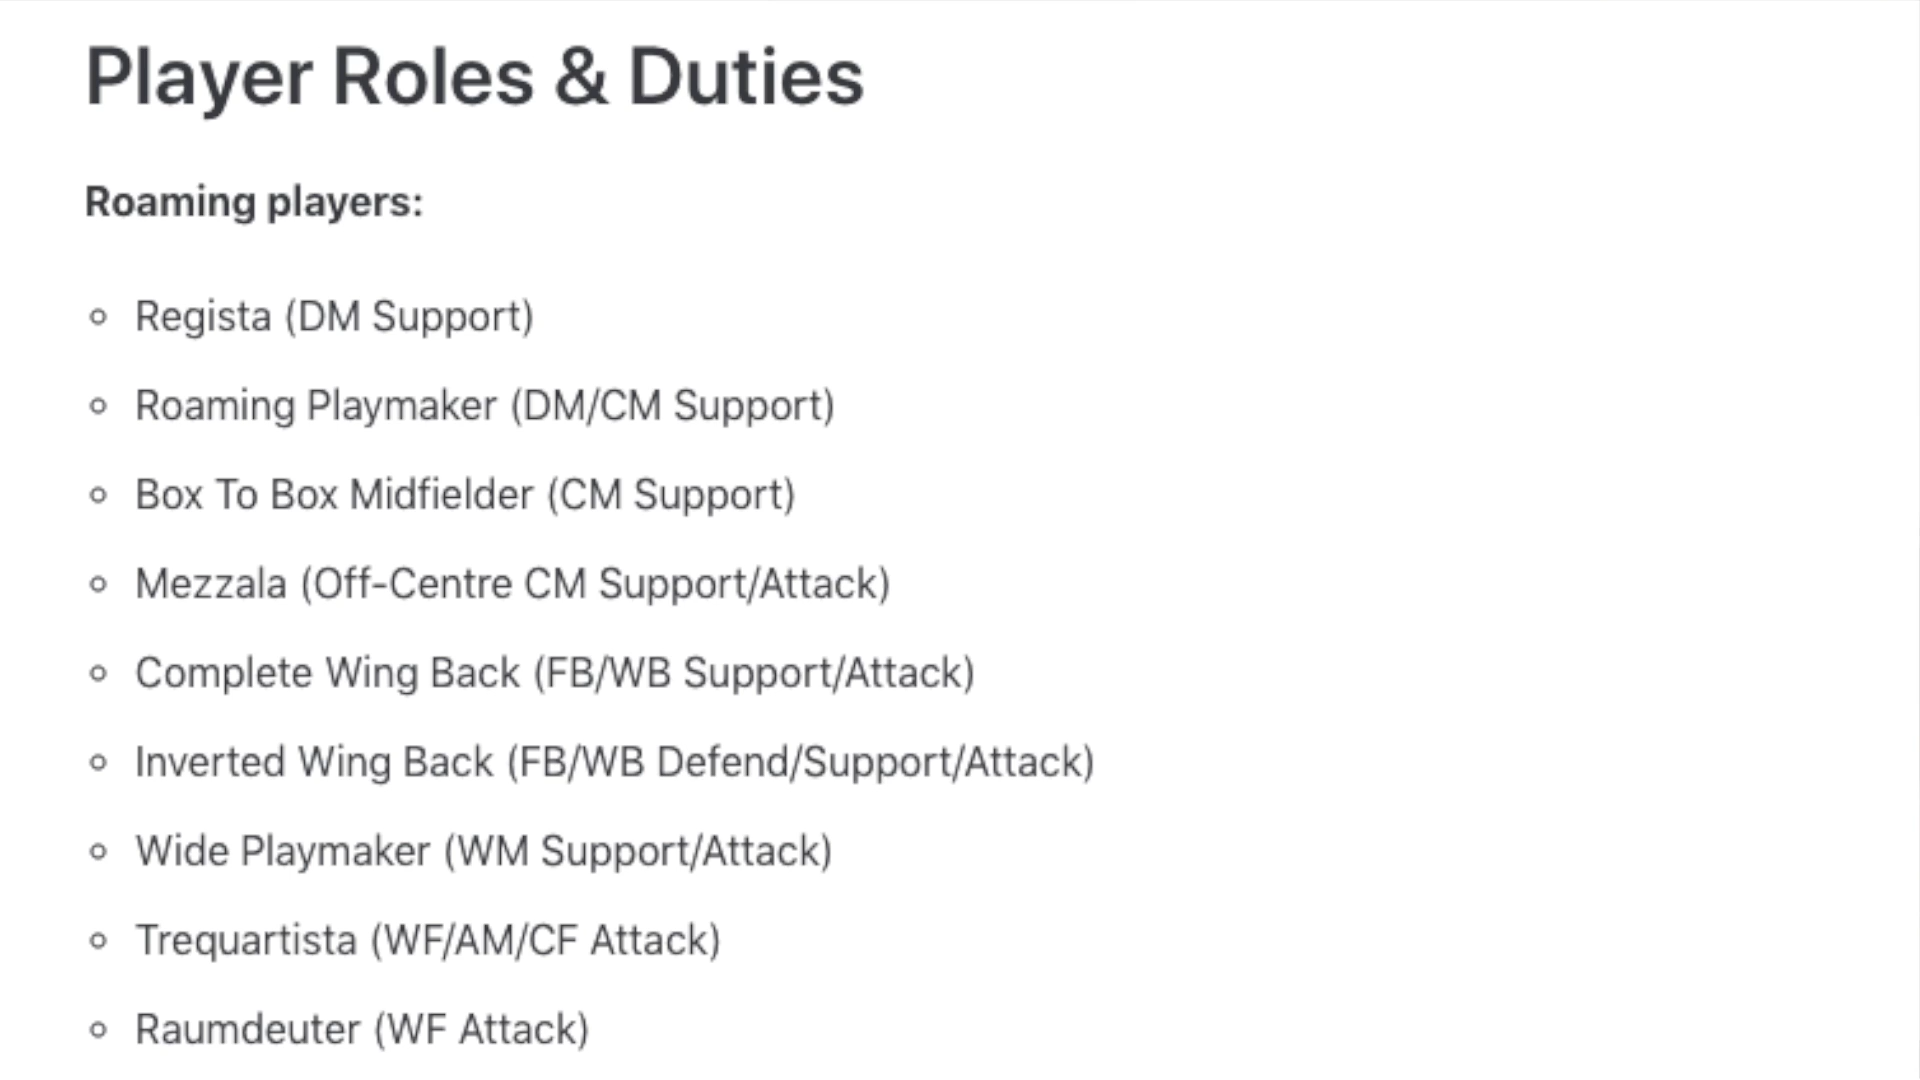 Player Roles & Duties
Roaming players:
Regista (DM Support)
Roaming Playmaker (DM/CM Support)
Box To Box Midfielder (CM Support)
Mezzala (Off-Centre CM Support/Attack)
Complete Wing Back (FB/WB Support/Attack)
Inverted Wing Back (FB/WB Defend/Support/Attack)
Wide Playmaker (WM Support/Attack)
Trequartista (WF/AM/CF Attack)
Raumdeuter (WF Attack)